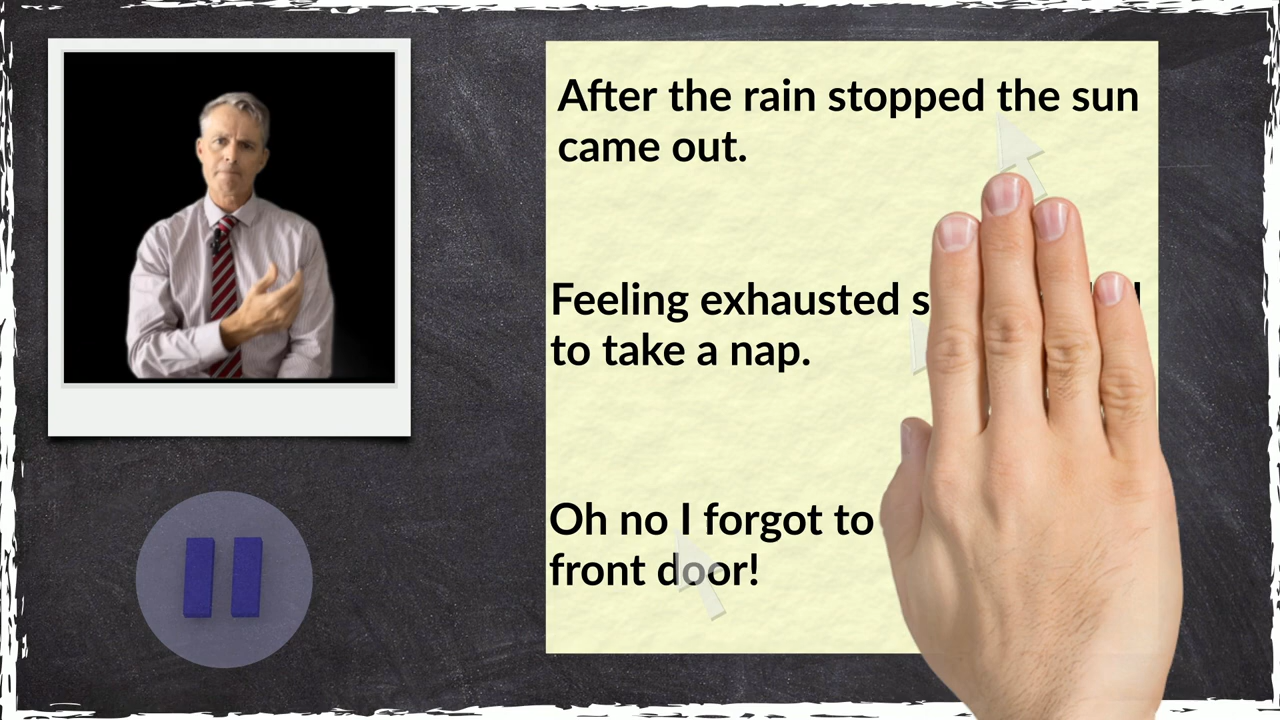 After the rain stopped the sun
came out.
Feeling exhausted
to take a nap.
Oh no I forgot to
front door!